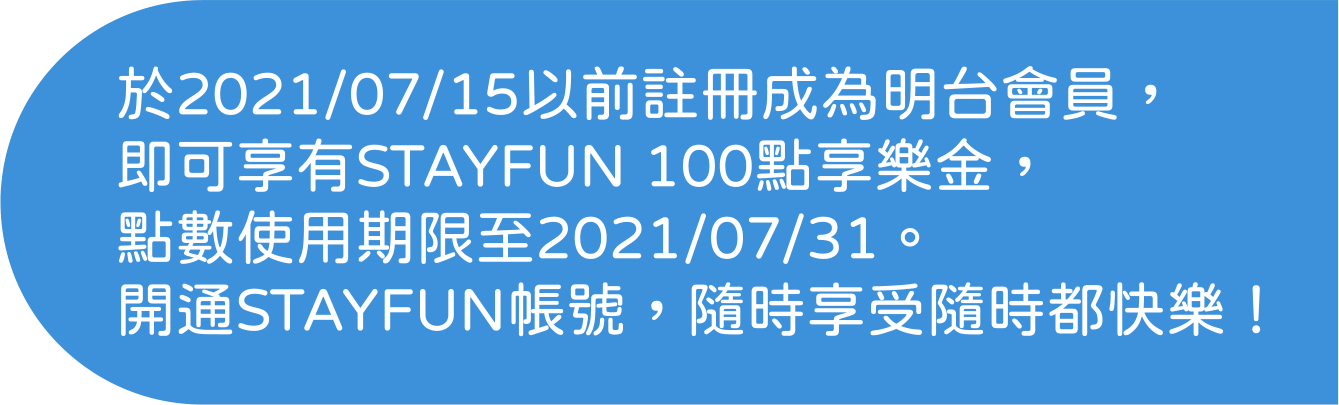 於2021/07/15以前註冊成為明台會員，
即可享有STAYFUN 100點享樂金，
點數使用期限至2021/07/31。
開通STAYFUN帳號，隨時享受隨時都快樂！